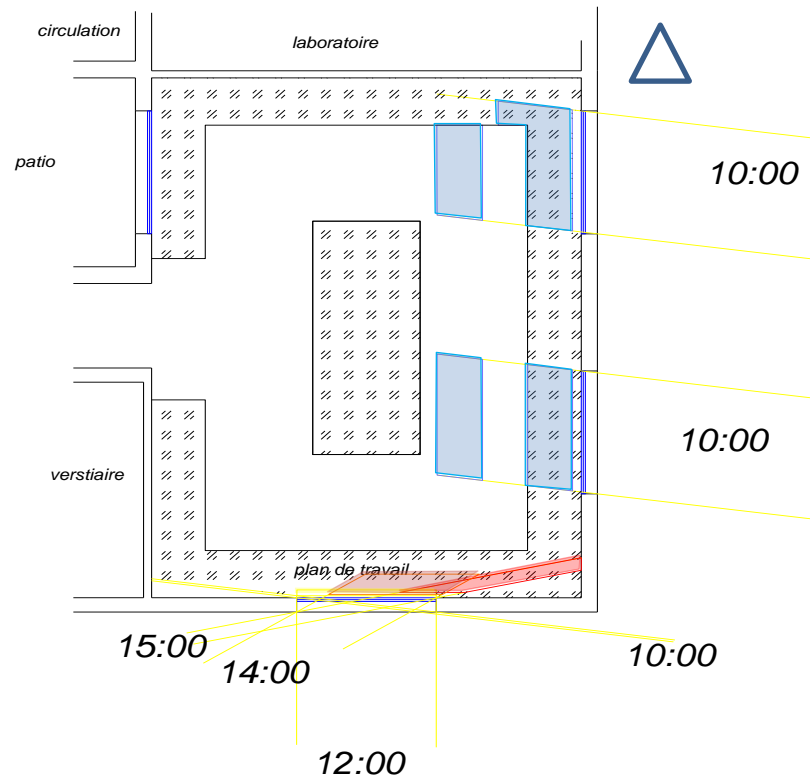 circulation
laboratoire
patio
10:00
10:00
verstiaire
plan de travail
15:00
14:00
10:00
12:00